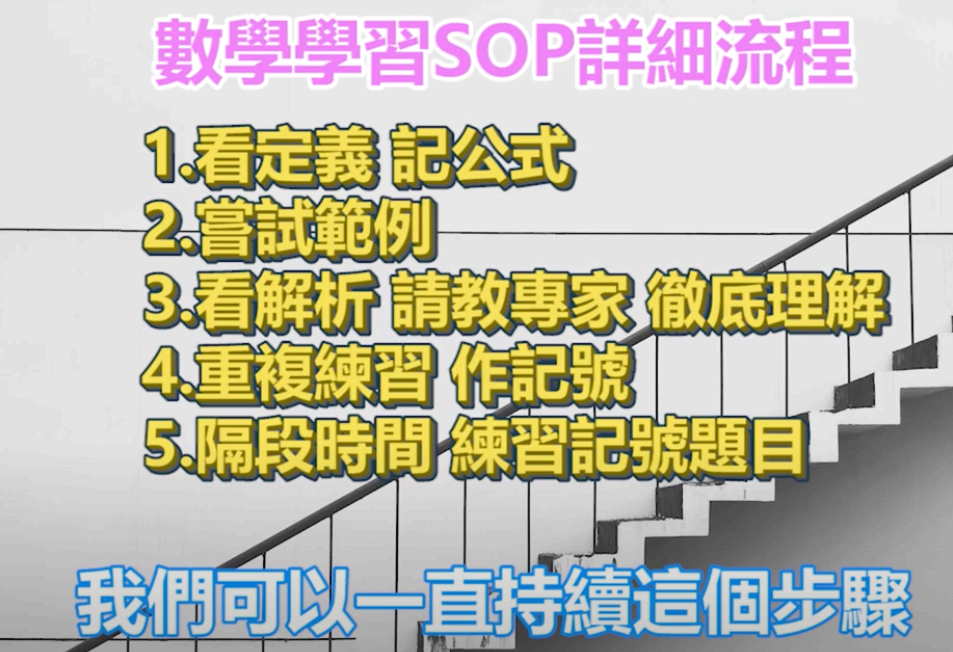 數學學習SOP詳細流程
1.看定義 記公式
2.嘗試範例
3.看解析 請教專家 徹底理解
4.重複練習 作記號
5.隔段時間 練習記號題目
我們可以一直持續這個步驟